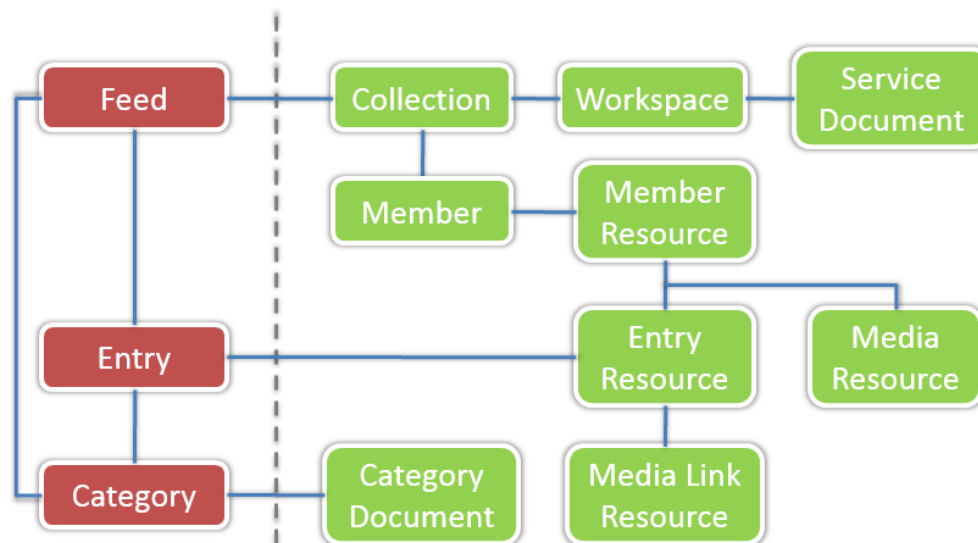 Feed
Collection
Workspace
Service
Document
Member
Member
Resource
Entry
Entry
Resource
Media
Resource
Category
Category
Document
Media Link
Resource